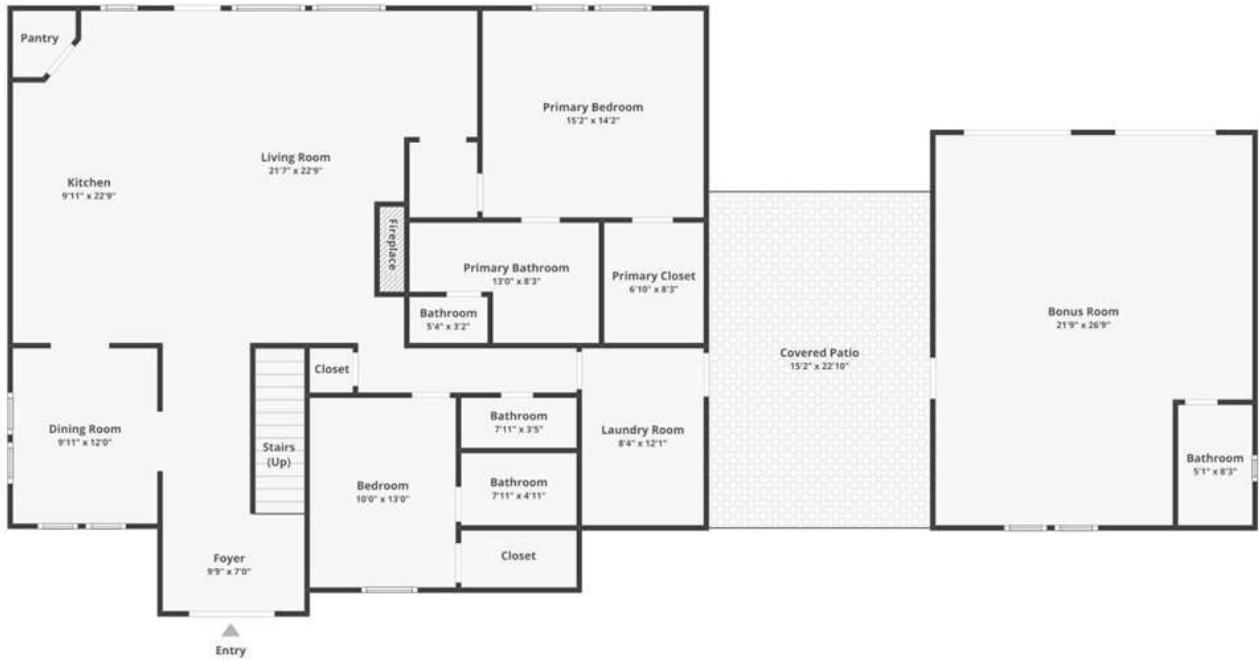 Pantry
Primary Bedroom
15'2" x 14'2"
Living Room
21'7" x 22'9"
Kitchen
9'11" x 22'9"
Fireplace
Primary Bathroom
13'0" x 8'3"
Primary Closet
6'10" x 8'3"
Bathroom
5'4" x 3'2"
Bonus Room
21'9" x 26'9"
Covered Patio
15'2" x 22'10"
Closet
Dining Room
9'11" x 12'0"
Stairs
(Up)
Bathroom
7'11" x 3'5"
Laundry Room
8'4" x 12'1"
Bedroom
10'0" x 13'0"
Bathroom
7'11" x 4'11"
Bathroom
5'1" x 8'3"
Foyer
9'9" x 7'0"
Closet
Entry